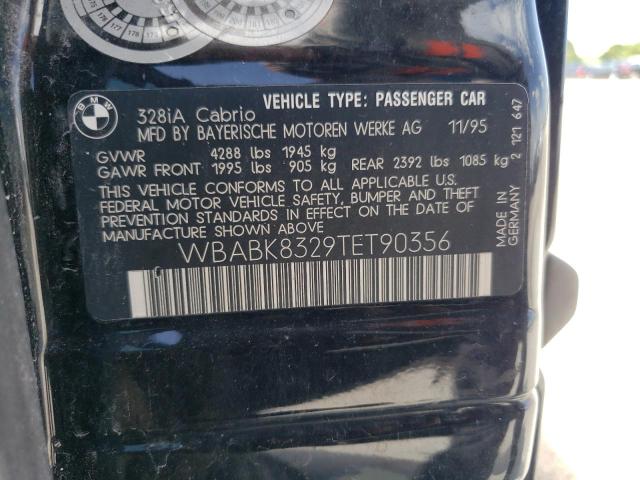 BMW
328iA Cabrio VEHICLE TYPE: PASSENGER CAR
MFD BY BAYERISCHE MOTOREN WERKE AG 11/95
GVWR 4288 lbs 1945 kg
GAWR FRONT 1995 lbs 905 kg REAR 2392 lbs 1085 kg
THIS VEHICLE CONFORMS TO ALL APPLICABLE U.S.
FEDERAL MOTOR VEHICLE SAFETY, BUMPER AND THEFT
PREVENTION STANDARDS IN EFFECT ON THE DATE OF
MANUFACTURE SHOWN ABOVE
WBABK8329TET90356
MADE IN
GERMANY
2 121 647